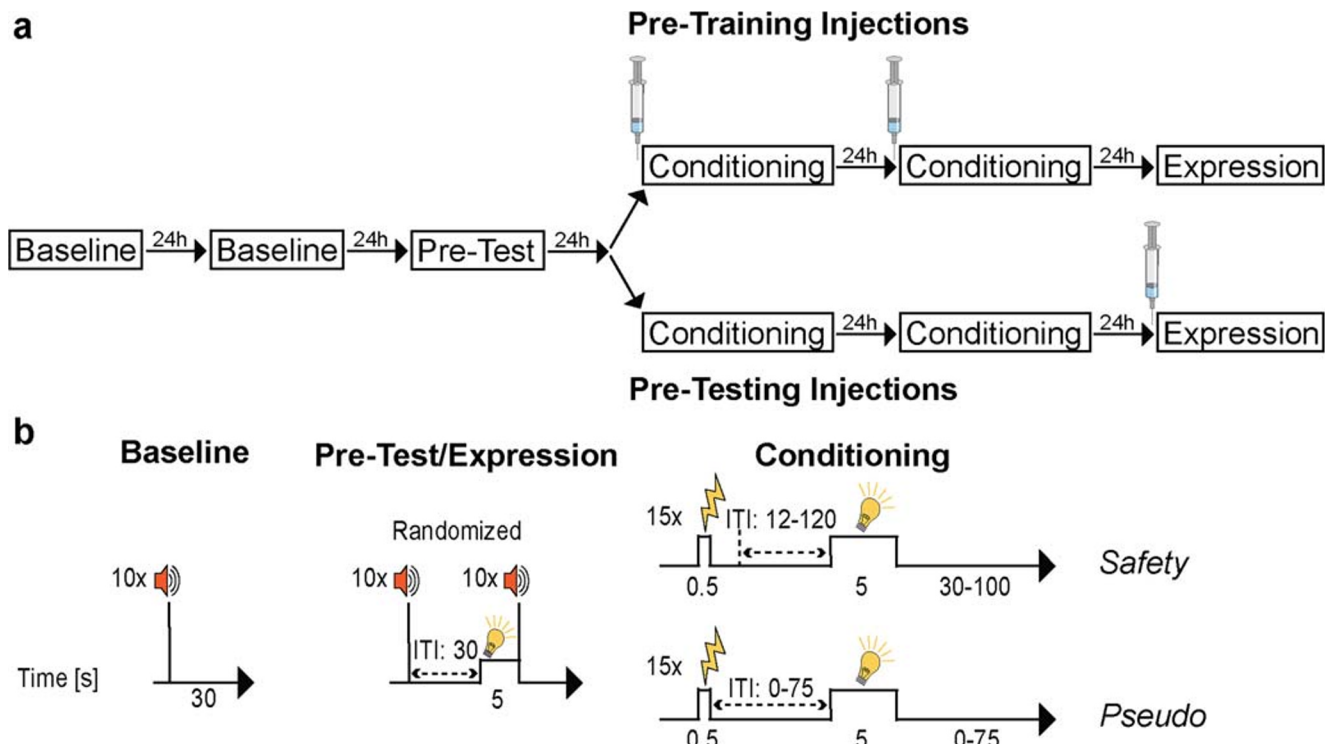 a
Pre-Training Injections
Conditioning 24h Conditioning 24h Expression
Baseline 24h Baseline 24h Pre-Test 24h
Conditioning 24h Conditioning 24h Expression
Pre-Testing Injections
b
Baseline Pre-Test/Expression Conditioning
Randomized
15x ITI: 12-120
10x 10x 10x
0.5 5 30-100
Safety
ITI: 30
Time [s]
30
5
15x ITI: 0-75
0.5 5 0-75
Pseudo